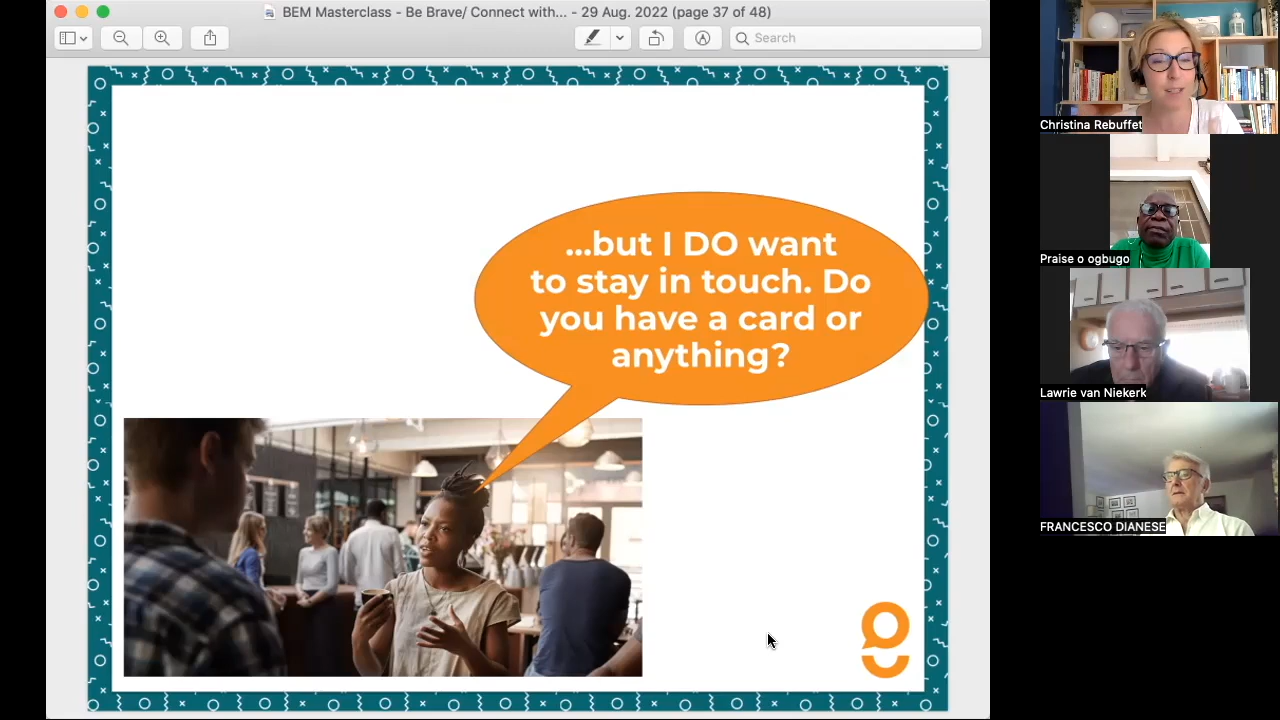 BEM Masterclass - Be Brave/ Connect with... - 29 Aug. 2022 (page 37 of 48)
Search
...but I DO want
to stay in touch. Do
you have a card or
anything?
Christina Rebuffet
Praise o ogbugo
Lawrie van Niekerk
FRANCESCO DIANESE